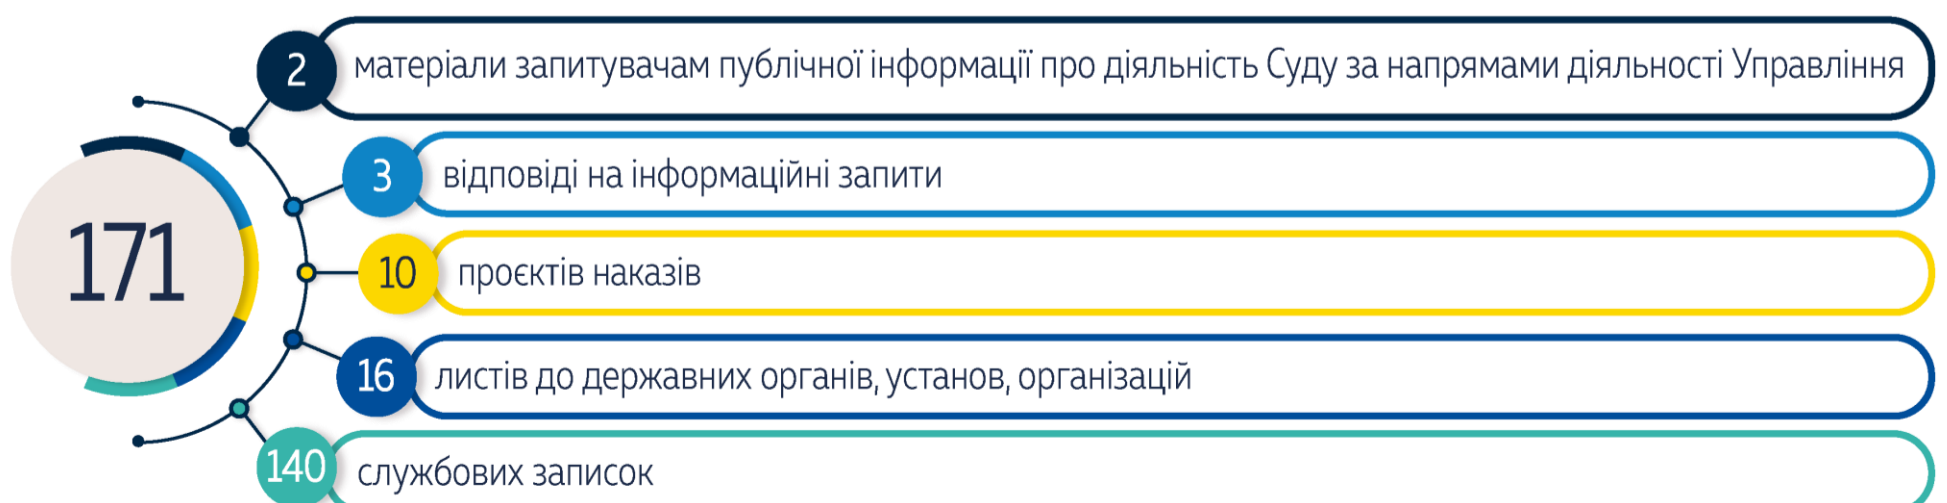 171
2 матеріали запитувачам публічної інформації про діяльність Суду за напрямами діяльності Управління
3 відповіді на інформаційні запити
10 проєктів наказів
16 листів до державних органів, установ, організацій
140 службових записок